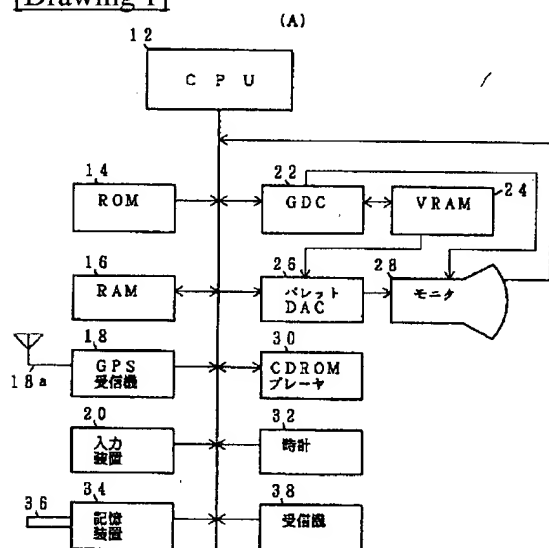 [Drawing 1]
(A)
12
CPU
14
ROM
22
GDC
24
VRAM
16
RAM
26
パレット
DAC
28
モニタ
18a
18
GPS
受信機
30
CDROM
プレーヤ
20
入力
装置
32
時計
36
34
記憶
装置
38
受信機